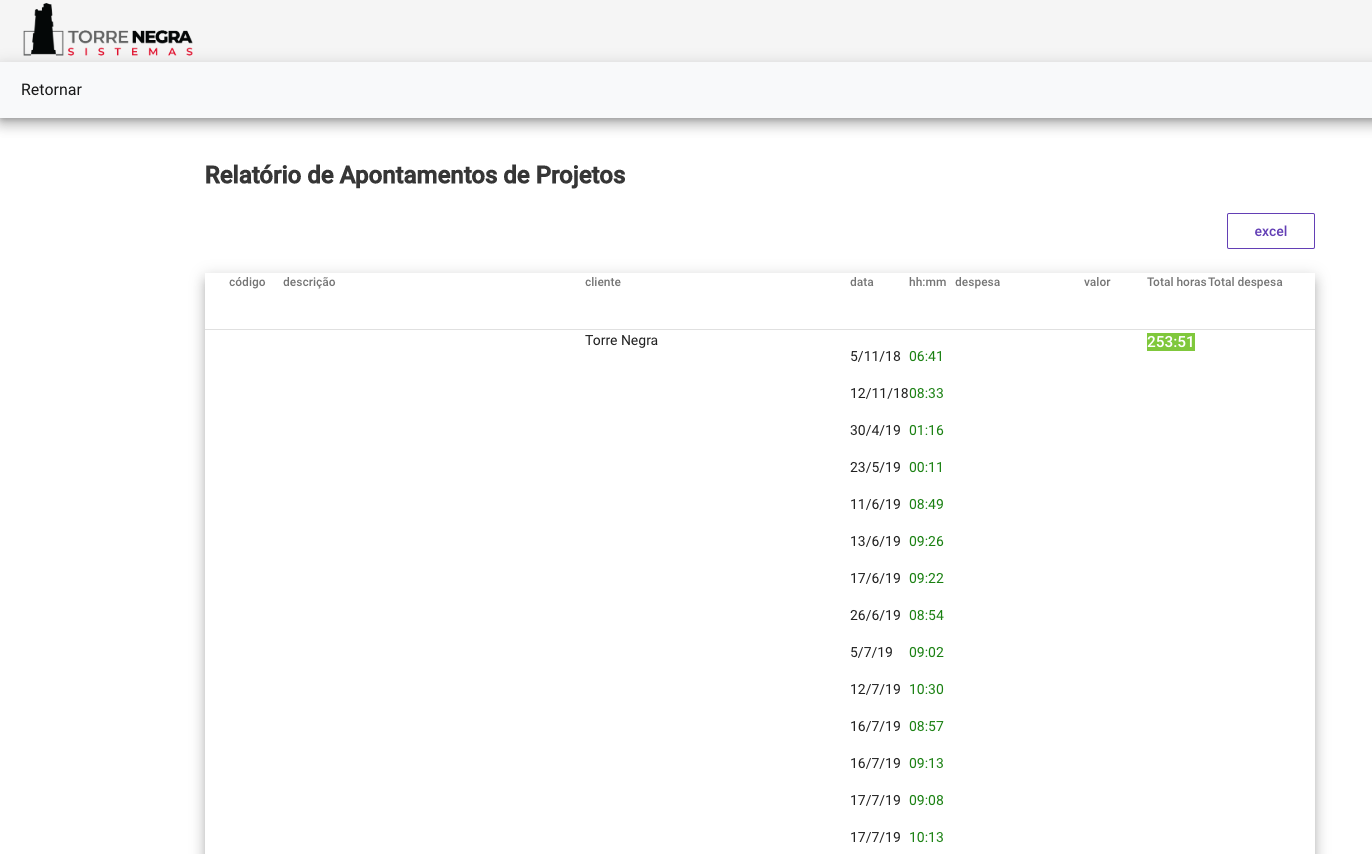 TORRE NEGRA
SISTEMAS
Retornar
Relatório de Apontamentos de Projetos
excel
código descrição cliente data hh:mm despesa valor Total horas Total despesa
Torre Negra 253:51
5/11/18 06:41
12/11/18 08:33
30/4/19 01:16
23/5/19 00:11
11/6/19 08:49
13/6/19 09:26
17/6/19 09:22
26/6/19 08:54
5/7/19 09:02
12/7/19 10:30
16/7/19 08:57
16/7/19 09:13
17/7/19 09:08
17/7/19 10:13